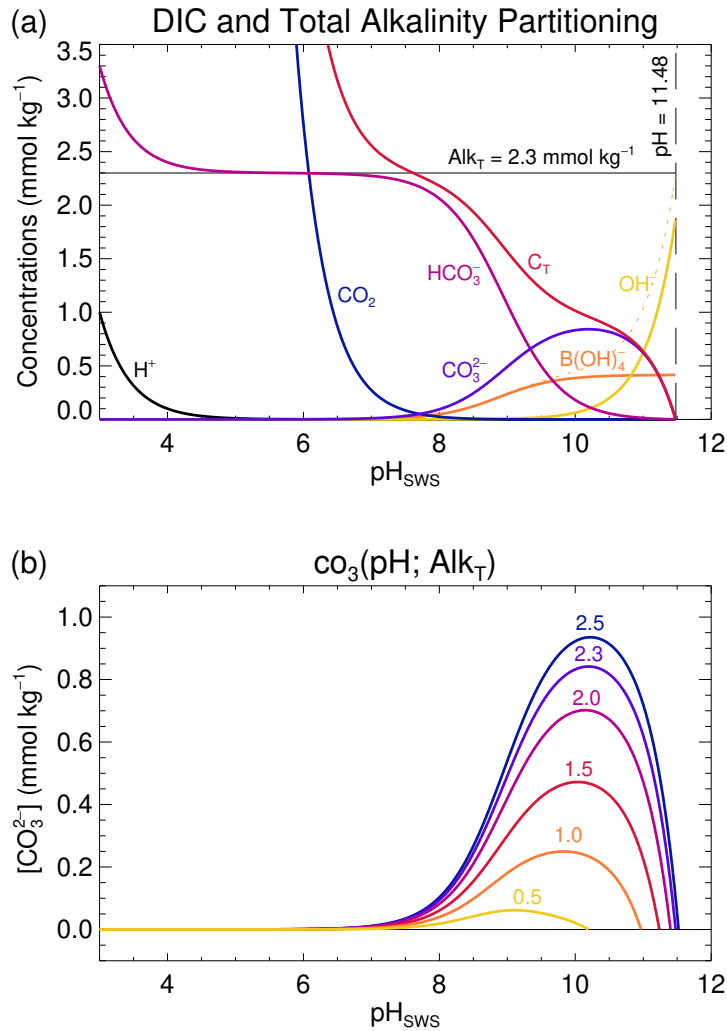 (a) DIC and Total Alkalinity Partitioning
Concentrations (mmol kg⁻¹)
3.5
3.0
2.5
2.0
1.5
1.0
0.5
0.0
pH = 11.48
Alk_T = 2.3 mmol kg⁻¹
HCO₃⁻
C_T
OH⁻
CO₂
H⁺
CO₃²⁻
B(OH)₄⁻
4 6 8 10 12
pH_SWS
(b) co₃(pH; Alk_T)
[CO₃²⁻] (mmol kg⁻¹)
1.0
0.8
0.6
0.4
0.2
0.0
2.5
2.3
2.0
1.5
1.0
0.5
4 6 8 10 12
pH_SWS